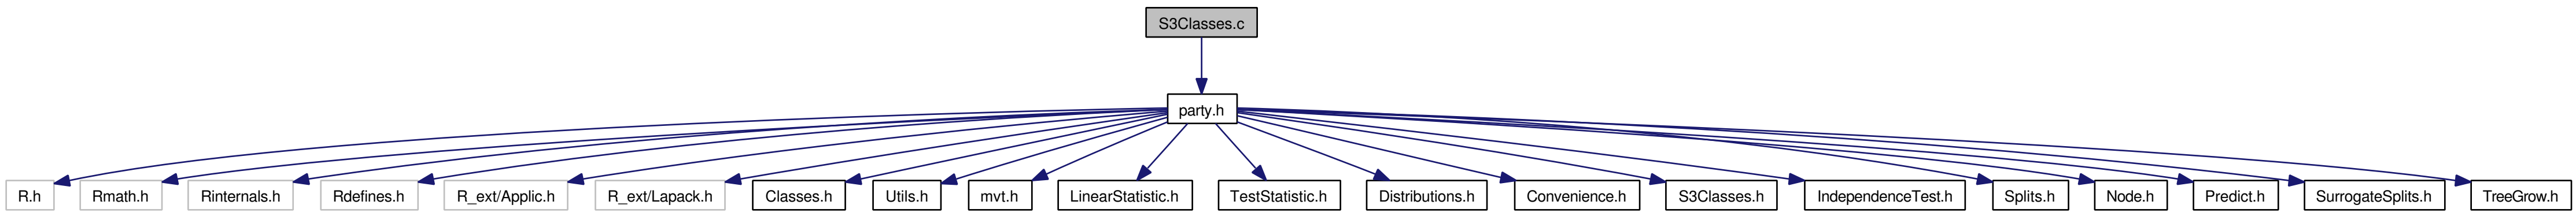 S3Classes.c
party.h
R.h
Rmath.h
Rinternals.h
Rdefines.h
R_ext/Applic.h
R_ext/Lapack.h
Classes.h
Utils.h
mvt.h
LinearStatistic.h
TestStatistic.h
Distributions.h
Convenience.h
S3Classes.h
IndependenceTest.h
Splits.h
Node.h
Predict.h
SurrogateSplits.h
TreeGrow.h